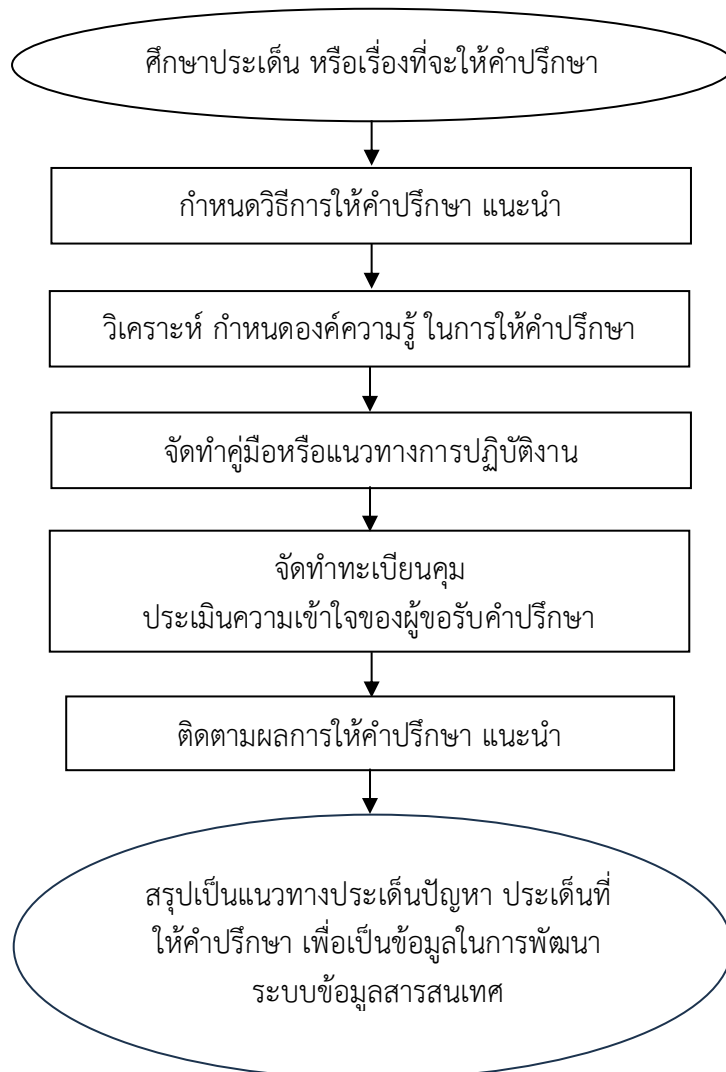 ศึกษาประเด็น หรือเรื่องที่จะให้คำปรึกษา
กำหนดวิธีการให้คำปรึกษา แนะนำ
วิเคราะห์ กำหนดองค์ความรู้ ในการให้คำปรึกษา
จัดทำคู่มือหรือแนวทางการปฏิบัติงาน
จัดทำทะเบียนคุม
ประเมินความเข้าใจของผู้ขอรับคำปรึกษา
ติดตามผลการให้คำปรึกษา แนะนำ
สรุปเป็นแนวทางประเด็นปัญหา ประเด็นที่
ให้คำปรึกษา เพื่อเป็นข้อมูลในการพัฒนา
ระบบข้อมูลสารสนเทศ